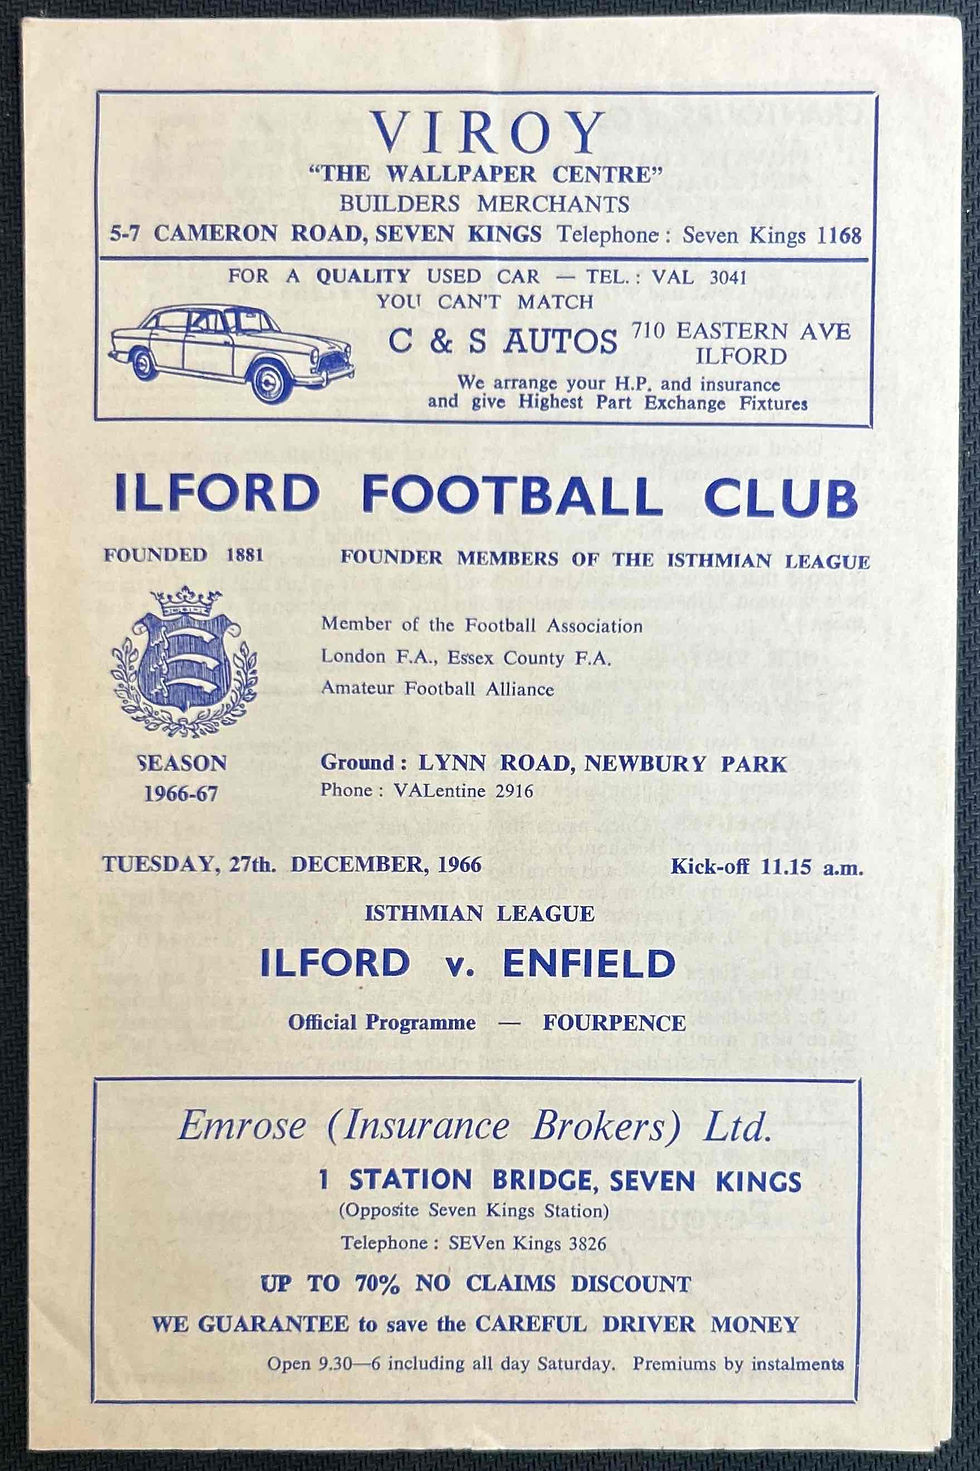 VIROY
“THE WALLPAPER CENTRE”
BUILDERS MERCHANTS
5-7 CAMERON ROAD, SEVEN KINGS Telephone : Seven Kings 1168
FOR A QUALITY USED CAR — TEL. : VAL 3041
YOU CAN'T MATCH
C & S AUTOS 710 EASTERN AVE
ILFORD
We arrange your H.P. and insurance
and give Highest Part Exchange Fixtures
ILFORD FOOTBALL CLUB
FOUNDED 1881 FOUNDER MEMBERS OF THE ISTHMIAN LEAGUE
Member of the Football Association
London F.A., Essex County F.A.
Amateur Football Alliance
SEASON Ground : LYNN ROAD, NEWBURY PARK
1966-67 Phone : VALentine 2916
TUESDAY, 27th. DECEMBER, 1966 Kick-off 11.15 a.m.
ISTHMIAN LEAGUE
ILFORD v. ENFIELD
Official Programme — FOURPENCE
Emrose (Insurance Brokers) Ltd.
1 STATION BRIDGE, SEVEN KINGS
(Opposite Seven Kings Station)
Telephone : SEVen Kings 3826
UP TO 70% NO CLAIMS DISCOUNT
WE GUARANTEE to save the CAREFUL DRIVER MONEY
Open 9.30—6 including all day Saturday. Premiums by instalments